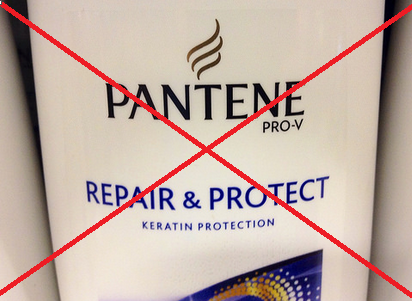 PANTENE
PRO-V
REPAIR & PROTECT
KERATIN PROTECTION